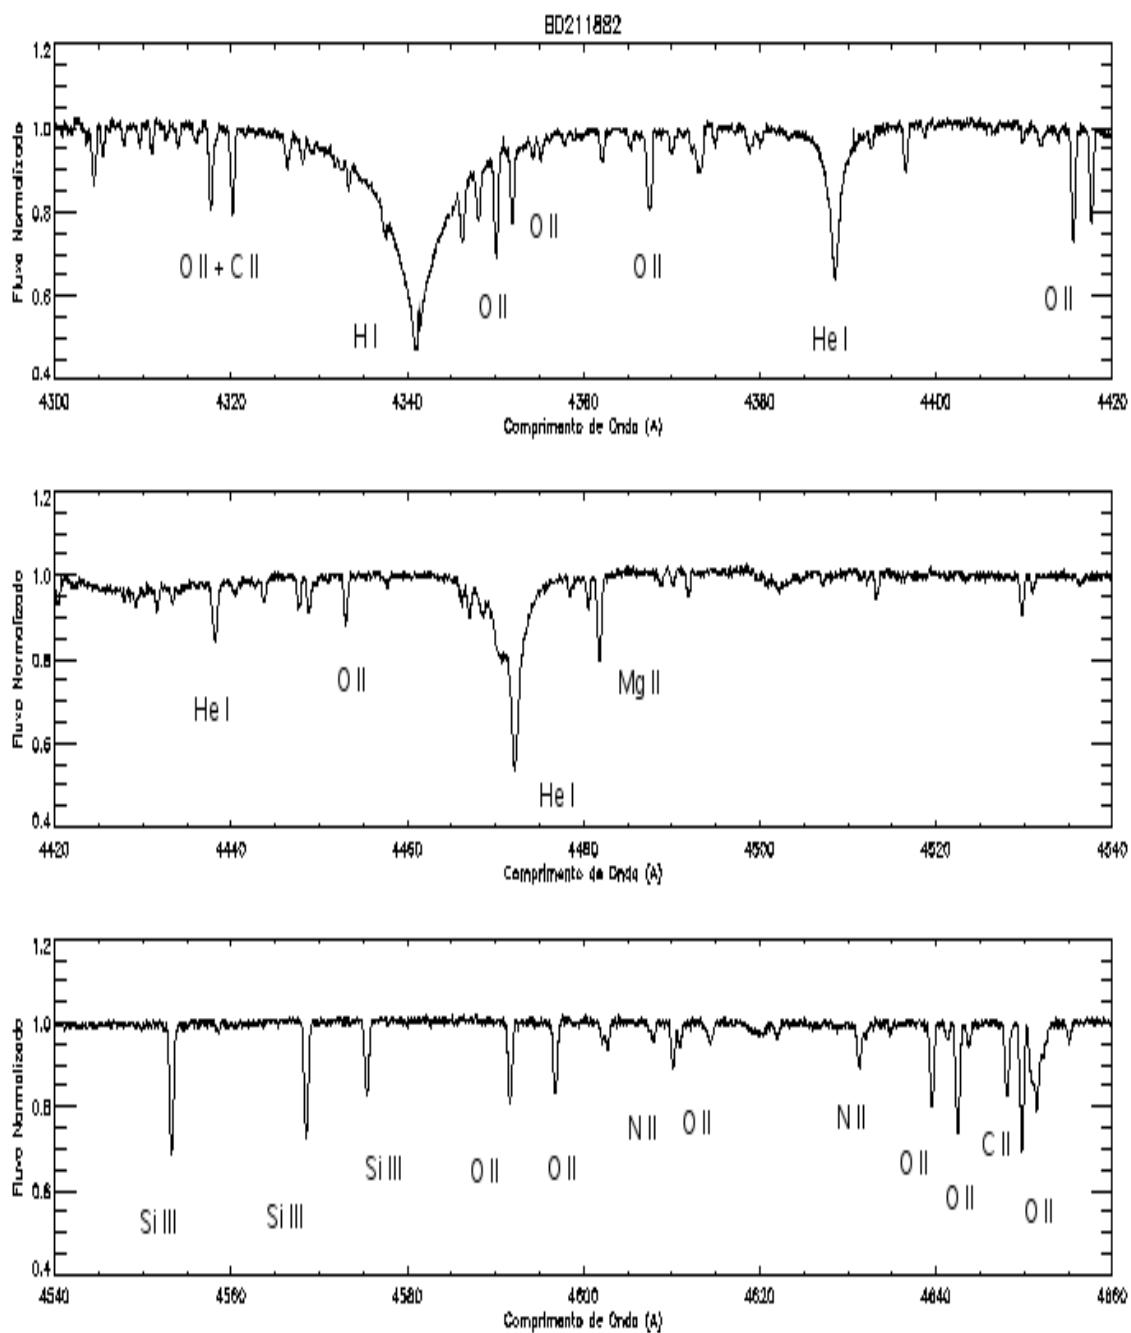 BD211882
1.2
1.0
0.8
0.6
0.4
Fluxo Normalizado
O II + C II
H I
O II
O II
O II
He I
O II
4300 4320 4340 4360 4380 4400 4420
Comprimento de Onda (A)
1.2
1.0
0.8
0.6
0.4
Fluxo Normalizado
He I
O II
He I
Mg II
4420 4440 4460 4480 4500 4520 4540
Comprimento de Onda (A)
1.2
1.0
0.8
0.6
0.4
Fluxo Normalizado
Si III
Si III
Si III
O II
O II
N II
O II
N II
O II
O II
C II
O II
4540 4560 4580 4600 4620 4640 4660
Comprimento de Onda (A)